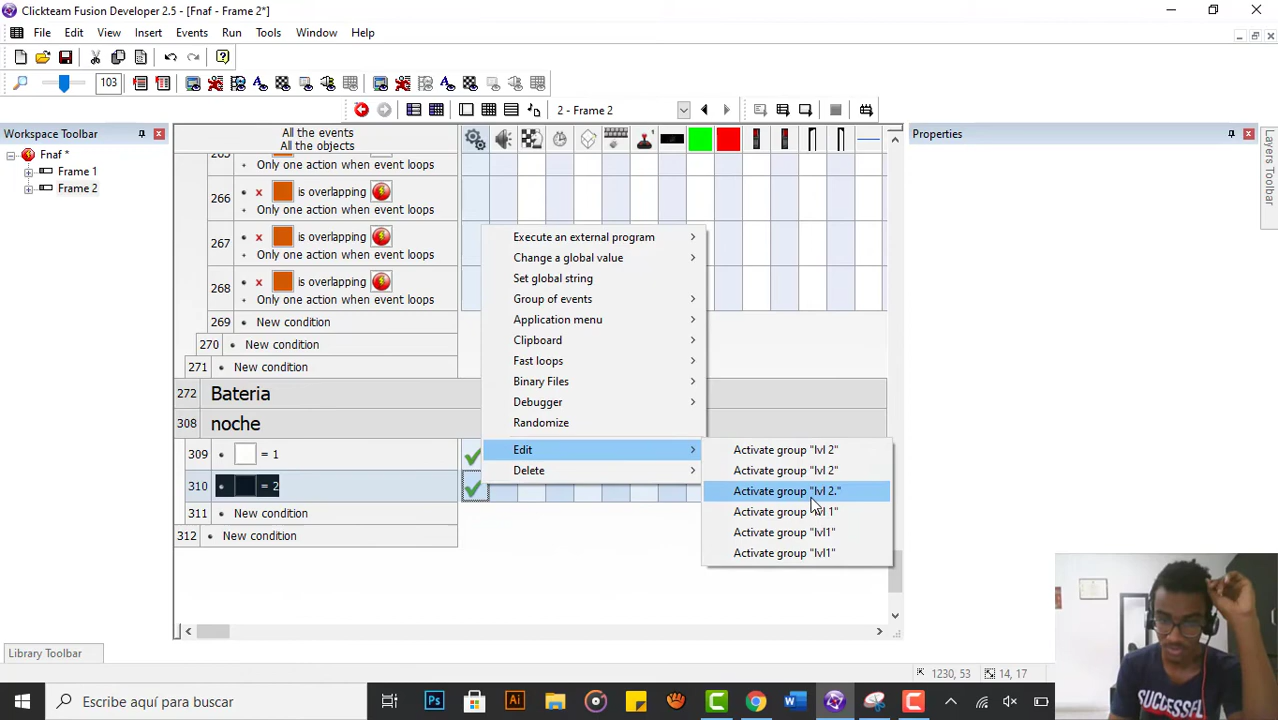 Clickteam Fusion Developer 2.5 - [Fnaf - Frame 2*]
File Edit View Insert Events Run Tools Window Help
103
2 - Frame 2
Workspace Toolbar
Fnaf *
Frame 1
Frame 2
All the events
All the objects
Properties
Layers Toolbar
Only one action when event loops
266 x is overlapping
Only one action when event loops
267 x is overlapping
Only one action when event loops
268 x is overlapping
Only one action when event loops
269 New condition
270 New condition
271 New condition
272 Bateria
308 noche
309 = 1
310 = 2
311 New condition
312 New condition
Execute an external program
Change a global value
Set global string
Group of events
Application menu
Clipboard
Fast loops
Binary Files
Debugger
Randomize
Edit
Delete
Activate group "lvl 2"
Activate group "lvl 2"
Activate group "lvl 2."
Activate group "lvl 1"
Activate group "lvl1"
Activate group "lvl1"
SUCCESSFUL
Library Toolbar
1230, 53 14, 17
Escribe aquí para buscar